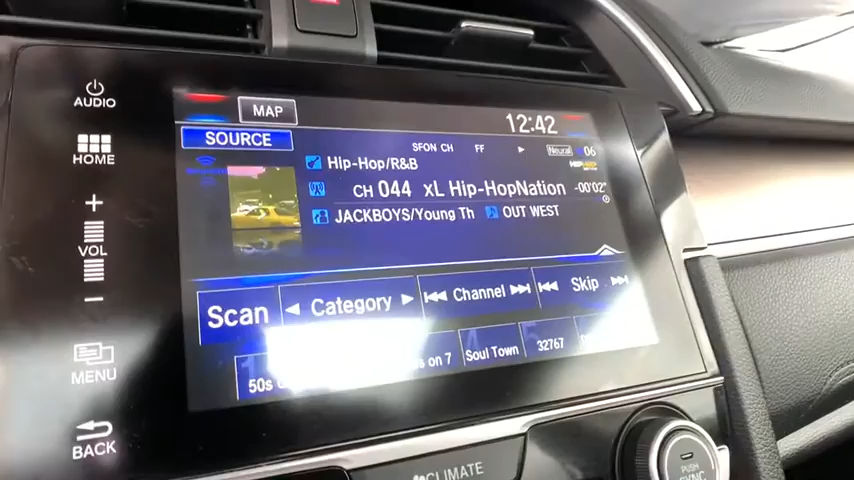 AUDIO
MAP
12:42
SOURCE
SFON CH FF
Neural
06
HOME
Hip-Hop/R&B
CH 044 xL Hip-HopNation -00'02"
JACKBOYS/Young Th OUT WEST
+
VOL
−
Scan Category Channel Skip
50s
s on 7
4 Soul Town
32767
MENU
BACK
CLIMATE
PUSH
SYNC